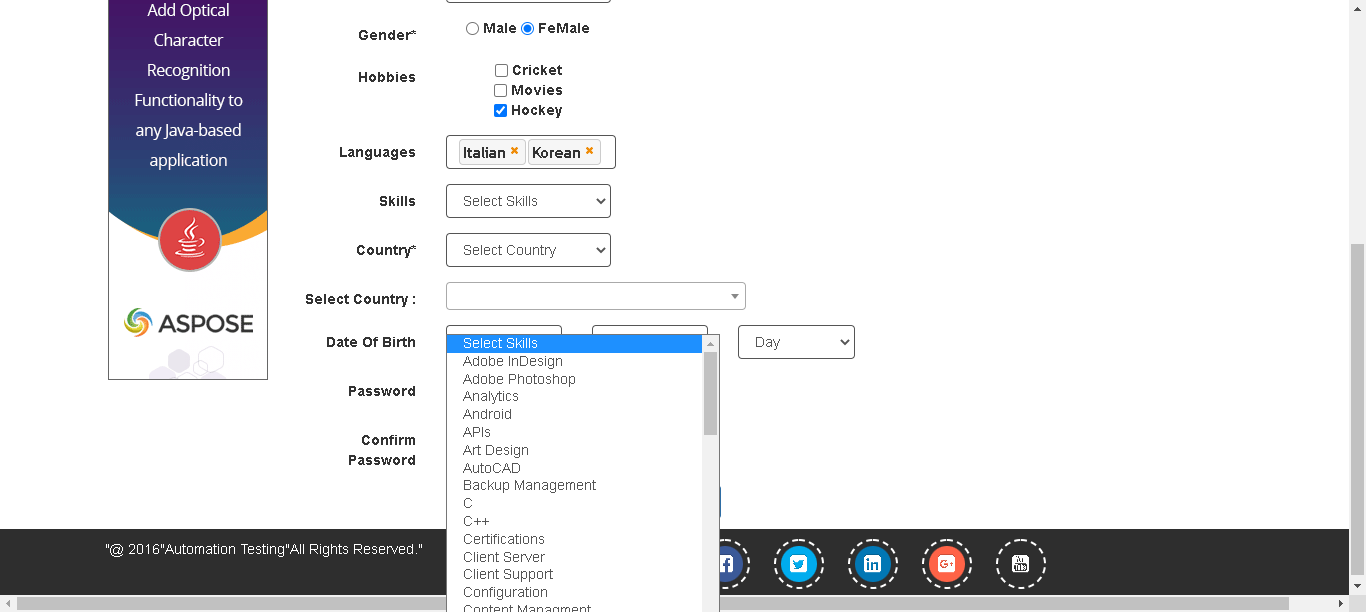 Add Optical
Character
Recognition
Functionality to
any Java-based
application
ASPOSE
Gender*
Male FeMale
Hobbies
Cricket
Movies
Hockey
Languages
Italian Korean
Skills
Select Skills
Country*
Select Country
Select Country :
Date Of Birth
Day
Select Skills
Adobe InDesign
Adobe Photoshop
Analytics
Android
APIs
Art Design
AutoCAD
Backup Management
C
C++
Certifications
Client Server
Client Support
Configuration
Content Managment
Password
Confirm
Password
"@ 2016"Automation Testing"All Rights Reserved."